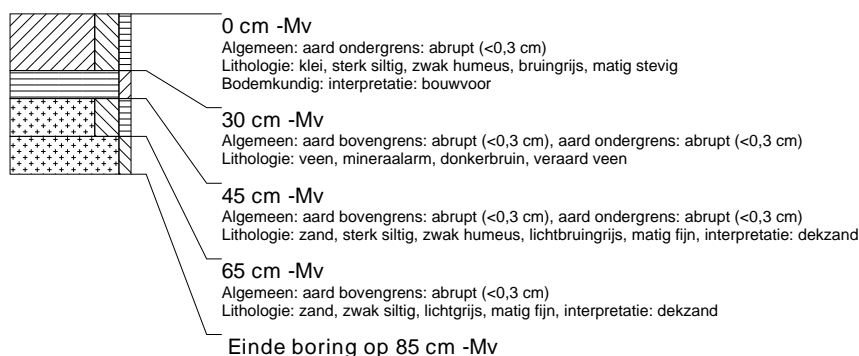 0 cm -Mv
Algemeen: aard ondergrens: abrupt (<0,3 cm)
Lithologie: klei, sterk siltig, zwak humeus, bruingrijs, matig stevig
Bodemkundig: interpretatie: bouwvoor
30 cm -Mv
Algemeen: aard bovengrens: abrupt (<0,3 cm), aard ondergrens: abrupt (<0,3 cm)
Lithologie: veen, mineraalarm, donkerbruin, veraard veen
45 cm -Mv
Algemeen: aard bovengrens: abrupt (<0,3 cm), aard ondergrens: abrupt (<0,3 cm)
Lithologie: zand, sterk siltig, zwak humeus, lichtbruingrijs, matig fijn, interpretatie: dekzand
65 cm -Mv
Algemeen: aard bovengrens: abrupt (<0,3 cm)
Lithologie: zand, zwak siltig, lichtgrijs, matig fijn, interpretatie: dekzand
Einde boring op 85 cm -Mv